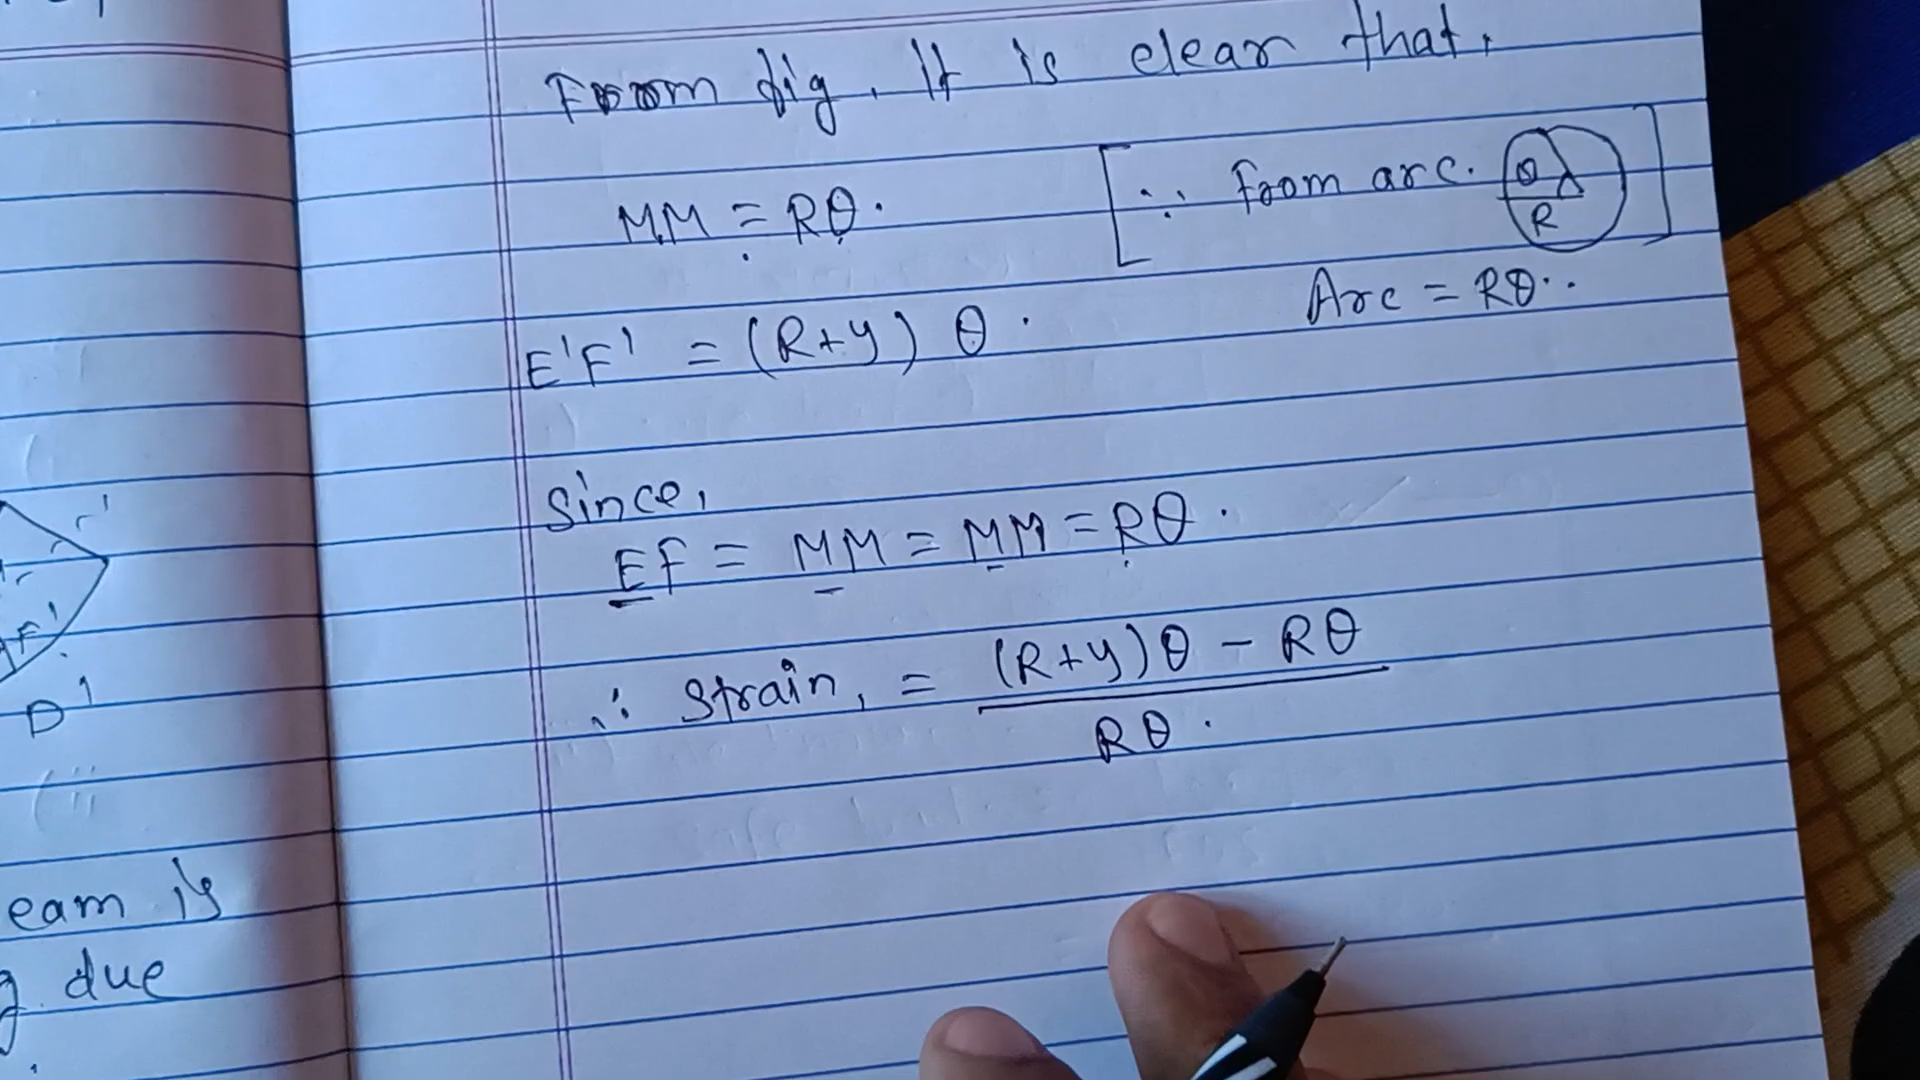 F'
D'
eam is
due
From fig. It is clear that,
MM = Rθ.
[∵ from arc. θ R]
Arc = Rθ..
E'F' = (R+y) θ.
Since,
EF = MM = MM = Rθ.
∴ Strain, = (R+y)θ - Rθ
Rθ.